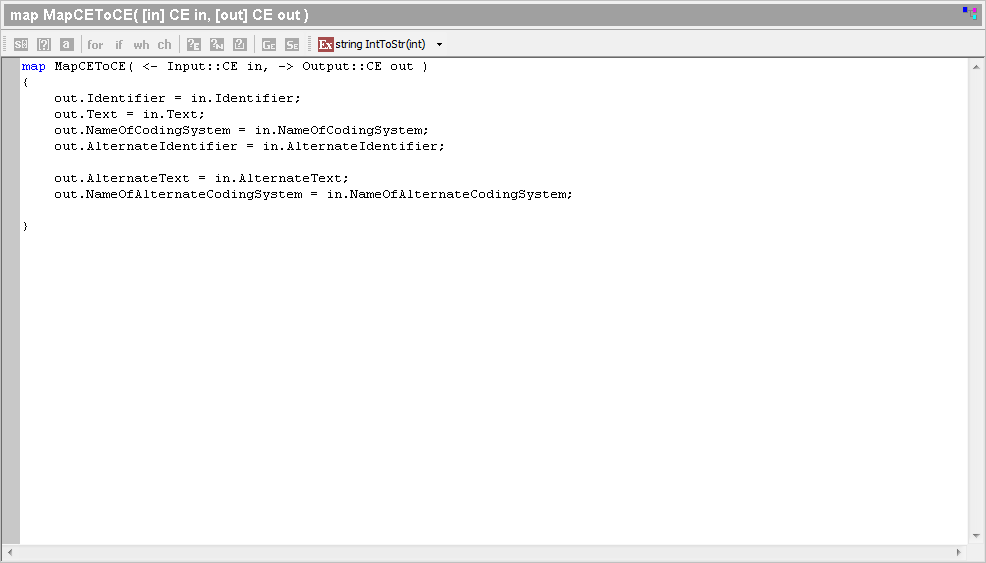 map MapCEToCE( [in] CE in, [out] CE out )
for if wh ch ?E ?N GE SE Ex string IntToStr(int)
map MapCEToCE( <- Input::CE in, -> Output::CE out )
{
out.Identifier = in.Identifier;
out.Text = in.Text;
out.NameOfCodingSystem = in.NameOfCodingSystem;
out.AlternateIdentifier = in.AlternateIdentifier;
out.AlternateText = in.AlternateText;
out.NameOfAlternateCodingSystem = in.NameOfAlternateCodingSystem;
}